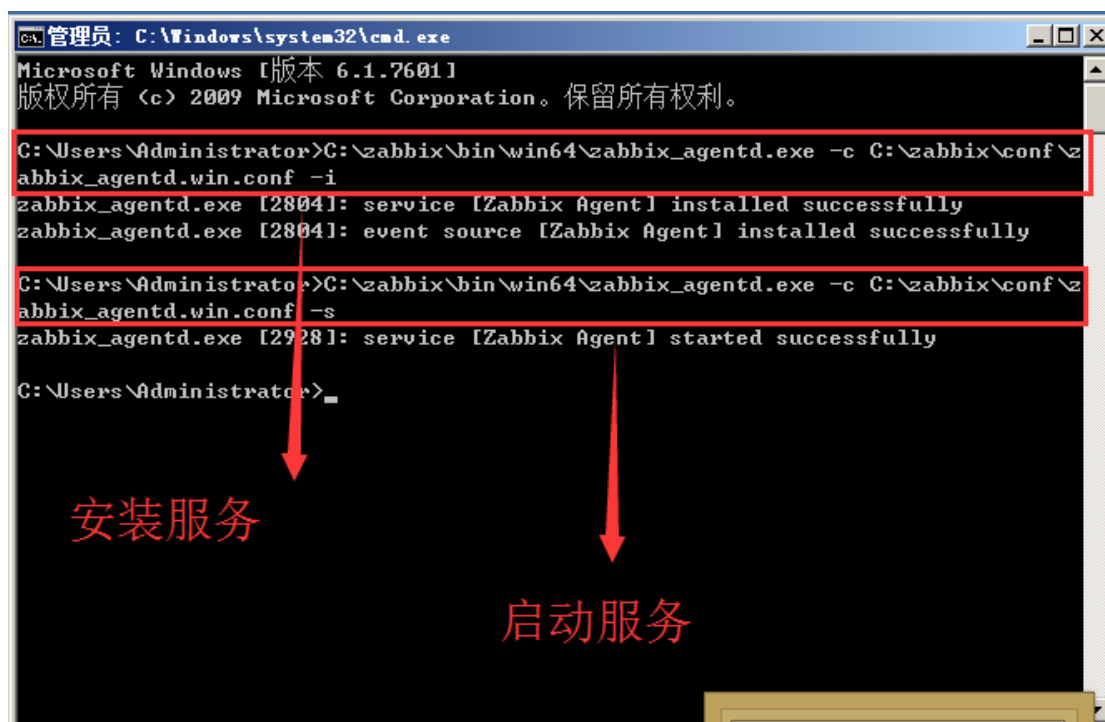 管理员: C:\Windows\system32\cmd.exe
Microsoft Windows [版本 6.1.7601]
版权所有 (c) 2009 Microsoft Corporation。保留所有权利。
C:\Users\Administrator>C:\zabbix\bin\win64\zabbix_agentd.exe -c C:\zabbix\conf\z
abbix_agentd.win.conf -i
zabbix_agentd.exe [2804]: service [Zabbix Agent] installed successfully
zabbix_agentd.exe [2804]: event source [Zabbix Agent] installed successfully
C:\Users\Administrator>C:\zabbix\bin\win64\zabbix_agentd.exe -c C:\zabbix\conf\z
abbix_agentd.win.conf -s
zabbix_agentd.exe [2928]: service [Zabbix Agent] started successfully
C:\Users\Administrator>_
安装服务
启动服务